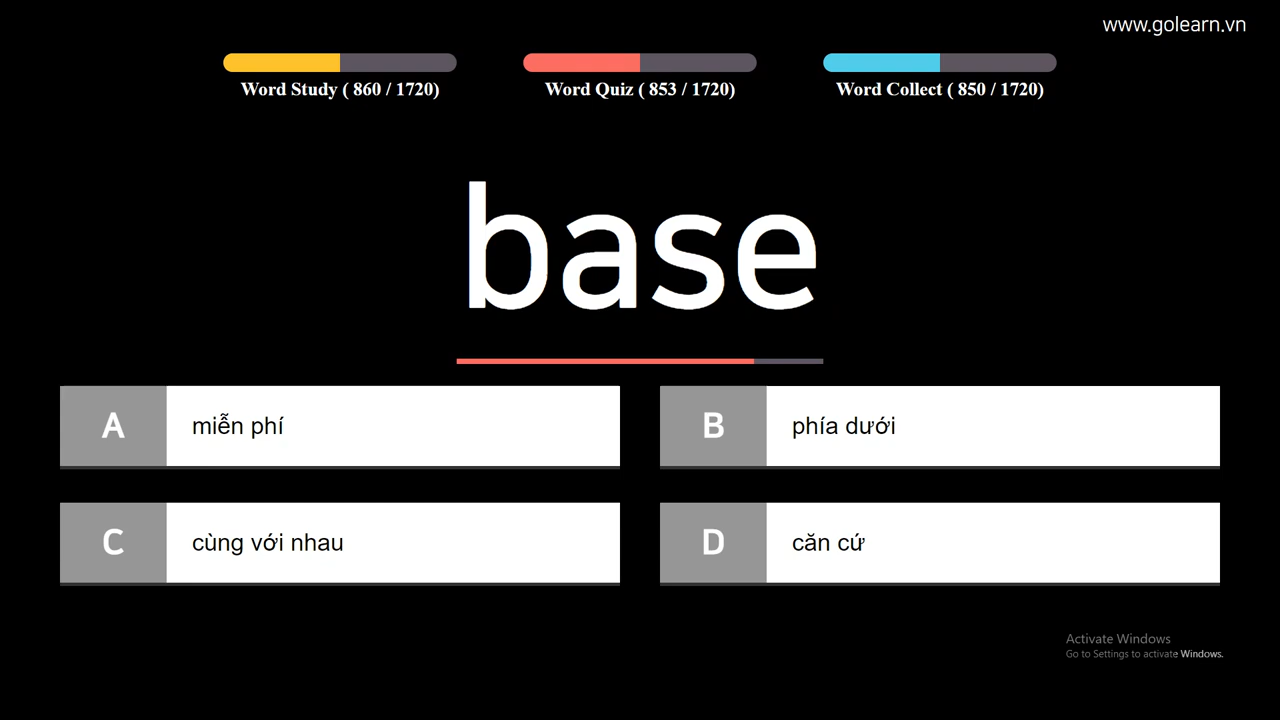 www.golearn.vn
Word Study ( 860 / 1720)
Word Quiz ( 853 / 1720)
Word Collect ( 850 / 1720)
base
A
miễn phí
B
phía dưới
C
cùng với nhau
D
căn cứ
Activate Windows
Go to Settings to activate Windows.